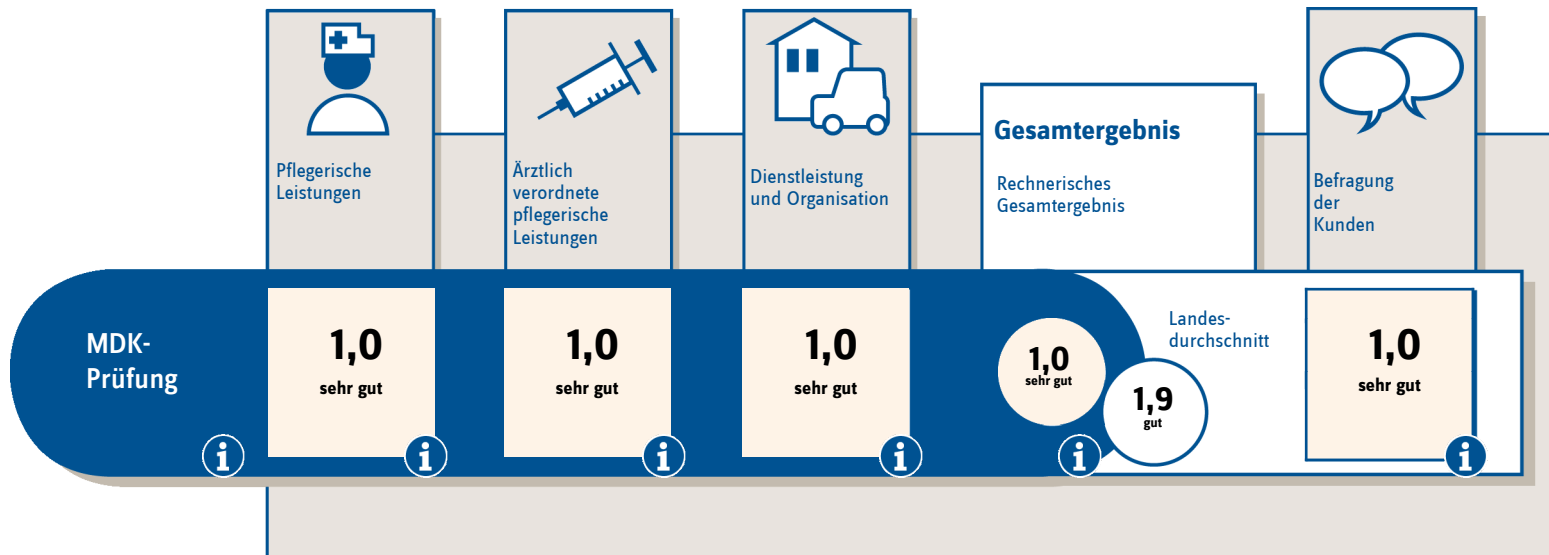 Pflegerische
Leistungen
Ärztlich
verordnete
pflegerische
Leistungen
Dienstleistung
und Organisation
Gesamtergebnis
Rechnerisches
Gesamtergebnis
Befragung
der
Kunden
MDK-
Prüfung
1,0
sehr gut
1,0
sehr gut
1,0
sehr gut
1,0
sehr gut
Landes-
durchschnitt
1,9
gut
1,0
sehr gut
i
i
i
i
i
i